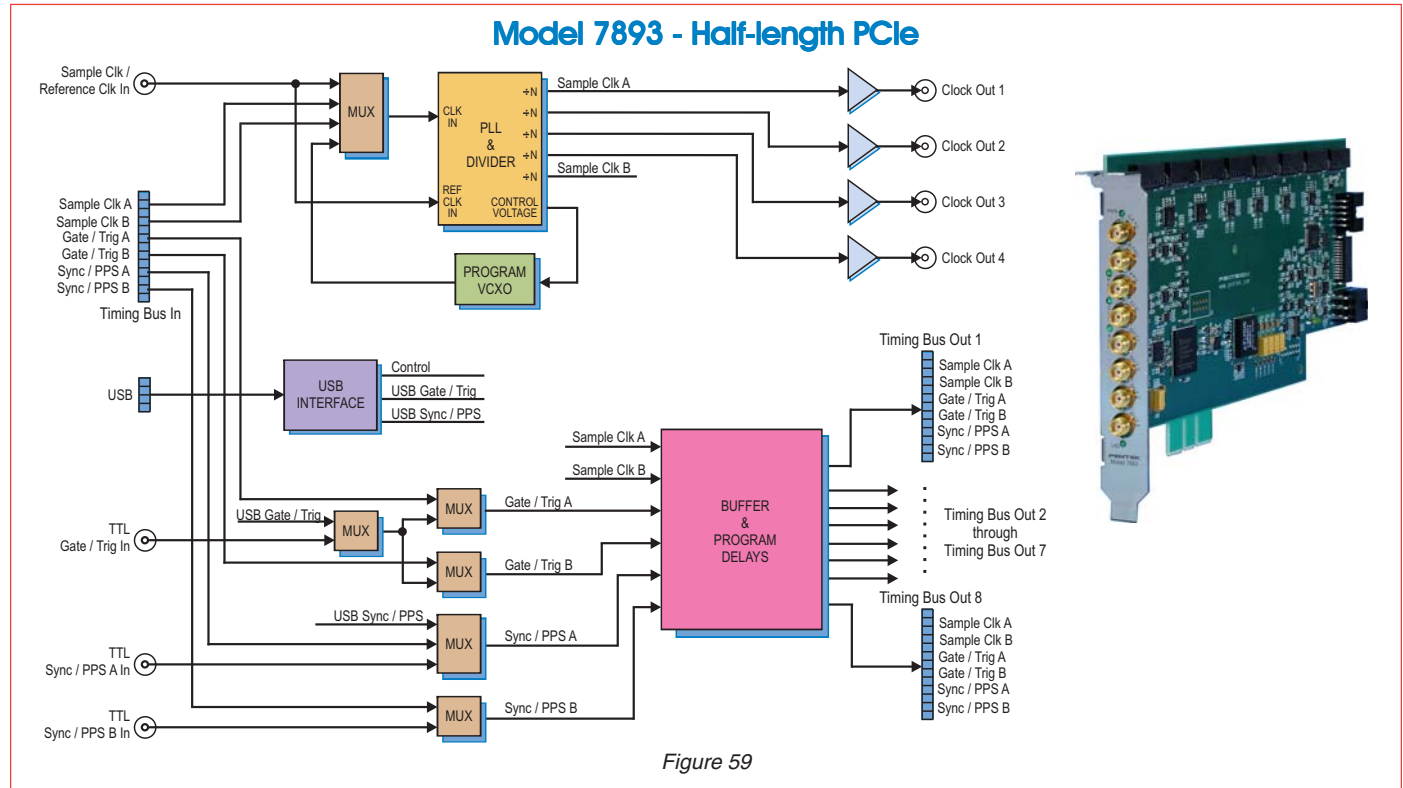 Model 7893 - Half-length PCIe
Sample Clk /
Reference Clk In
MUX
CLK
IN
PLL
&
DIVIDER
REF
CLK
IN
CONTROL
VOLTAGE
÷N
÷N
÷N
÷N
÷N
Sample Clk A
Sample Clk B
Clock Out 1
Clock Out 2
Clock Out 3
Clock Out 4
PROGRAM
VCXO
Sample Clk A
Sample Clk B
Gate / Trig A
Gate / Trig B
Sync / PPS A
Sync / PPS B
Timing Bus In
USB
USB
INTERFACE
Control
USB Gate / Trig
USB Sync / PPS
TTL
Gate / Trig In
USB Gate / Trig
MUX
MUX
Gate / Trig A
MUX
Gate / Trig B
TTL
Sync / PPS A In
USB Sync / PPS
MUX
Sync / PPS A
TTL
Sync / PPS B In
MUX
Sync / PPS B
Sample Clk A
Sample Clk B
BUFFER
&
PROGRAM
DELAYS
Timing Bus Out 1
Sample Clk A
Sample Clk B
Gate / Trig A
Gate / Trig B
Sync / PPS A
Sync / PPS B
Timing Bus Out 2
through
Timing Bus Out 7
Timing Bus Out 8
Sample Clk A
Sample Clk B
Gate / Trig A
Gate / Trig B
Sync / PPS A
Sync / PPS B
PENTEK
PENTEK
Model 7893
Figure 59